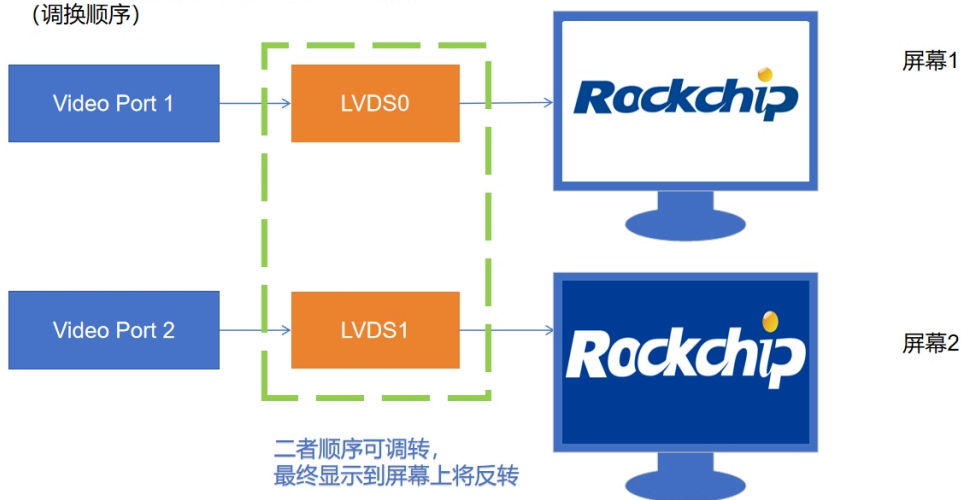 (调换顺序)
Video Port 1
LVDS0
Rockchip
屏幕1
Video Port 2
LVDS1
Rockchip
屏幕2
二者顺序可调转,
最终显示到屏幕上将反转